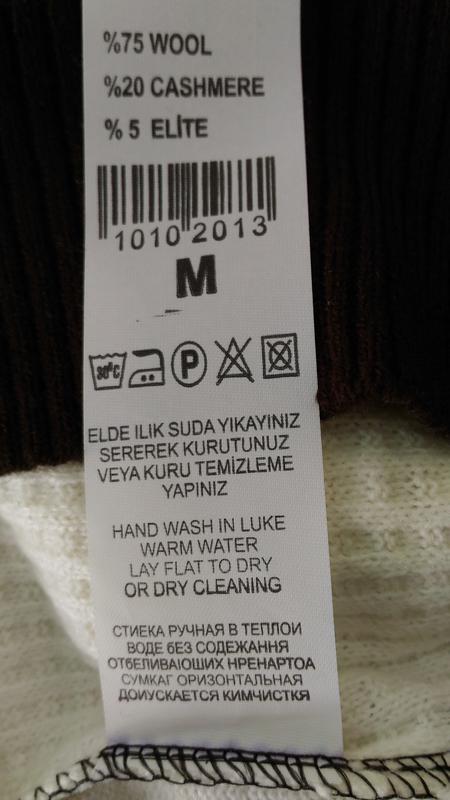 %75 WOOL
%20 CASHMERE
% 5 ELİTE
1010 2013
M
30°C
P
ELDE ILIK SUDA YIKAYINIZ
SEREREK KURUTUNUZ
VEYA KURU TEMİZLEME
YAPINIZ
HAND WASH IN LUKE
WARM WATER
LAY FLAT TO DRY
OR DRY CLEANING
СТИЕКА РУЧНАЯ В ТЕПЛОИ
ВОДЕ БЕЗ СОДЕЖАНИЯ
ОТБЕЛИВАЮЩИХ НРЕНАРТОА
СУМКАГ ОРИЗОНТАЛЬНАЯ
ДОИУСКАЕТСЯ КИМЧИСТКЯ